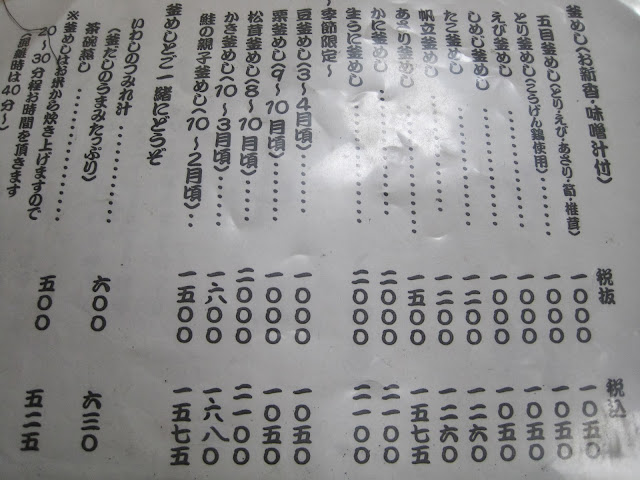 釜めし（お新香・味噌汁付） 税抜 税込
五目釜めし（とり・えび・あさり・筍・椎茸） 一〇〇〇 一〇五〇
とり釜めし（こうげん鶏使用）‥‥ 一〇〇〇 一〇五〇
えび釜めし‥‥‥‥‥‥ 一〇〇〇 一〇五〇
しめじ釜めし‥‥‥‥‥‥ 一〇〇〇 一〇五〇
たこ釜めし‥‥‥‥‥‥ 一二〇〇 一二六〇
帆立釜めし‥‥‥‥‥‥ 一二〇〇 一二六〇
あさり釜めし‥‥‥‥‥‥ 一五〇〇 一五七五
かに釜めし‥‥‥‥‥‥ 二〇〇〇 二一〇〇
生うに釜めし‥‥‥‥‥‥ 二〇〇〇 二一〇〇
～季節限定～
豆釜めし（3～4月頃）‥‥‥ 一〇〇〇 一〇五〇
栗釜めし（9～10月頃）‥‥‥ 一〇〇〇 一〇五〇
松茸釜めし（8～10月頃）‥‥ 二〇〇〇 二一〇〇
かき釜めし（10～3月頃）‥‥ 一六〇〇 一六八〇
鮭の親子釜めし（10～2月頃）‥ 一五〇〇 一五七五
釜めしとご一緒にどうぞ
いわしのつみれ汁‥‥‥‥‥ 六〇〇 六三〇
（釜だしのうまみたっぷり）
茶碗蒸し‥‥‥‥‥‥‥ 五〇〇 五二五
※釜めしはお米から炊き上げますので
20～30分程お時間を頂きます
（混雑時は40分～）